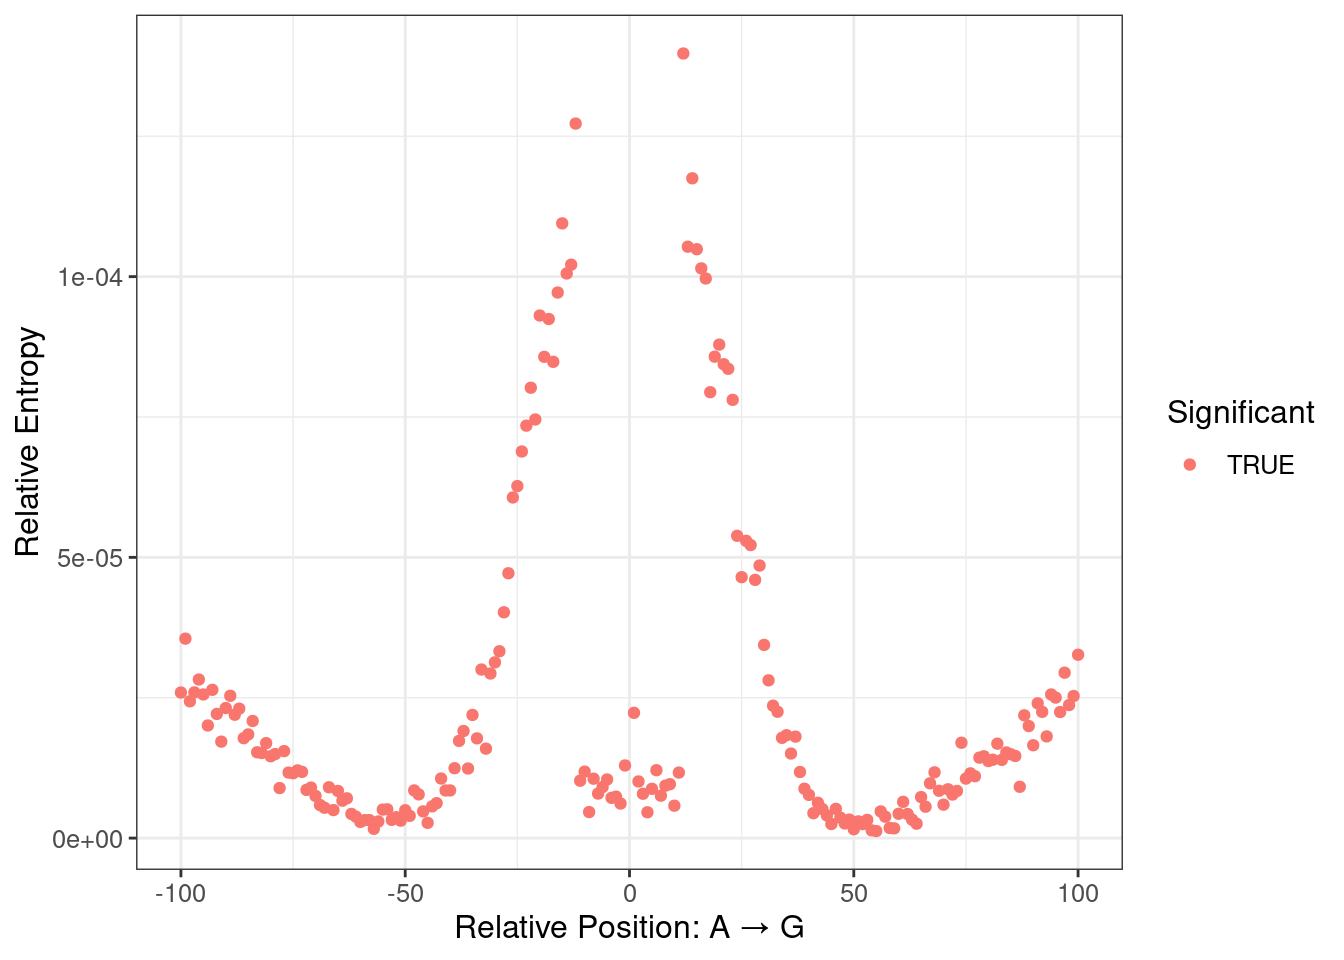 1e-04
5e-05
0e+00
-100
-50
0
50
100
Relative Position: A → G
Relative Entropy
Significant
TRUE